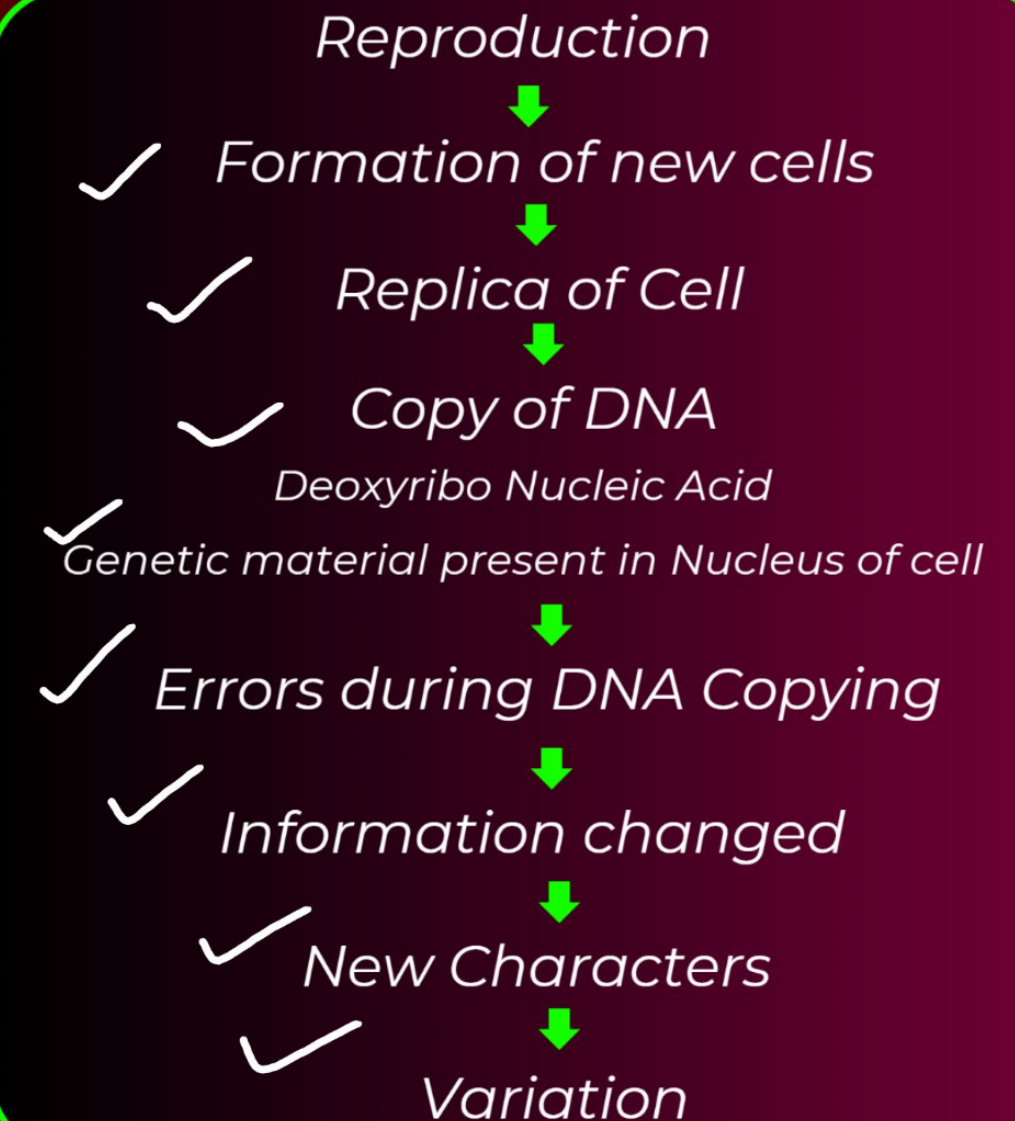 Reproduction
Formation of new cells
Replica of Cell
Copy of DNA
Deoxyribo Nucleic Acid
Genetic material present in Nucleus of cell
Errors during DNA Copying
Information changed
New Characters
Variation